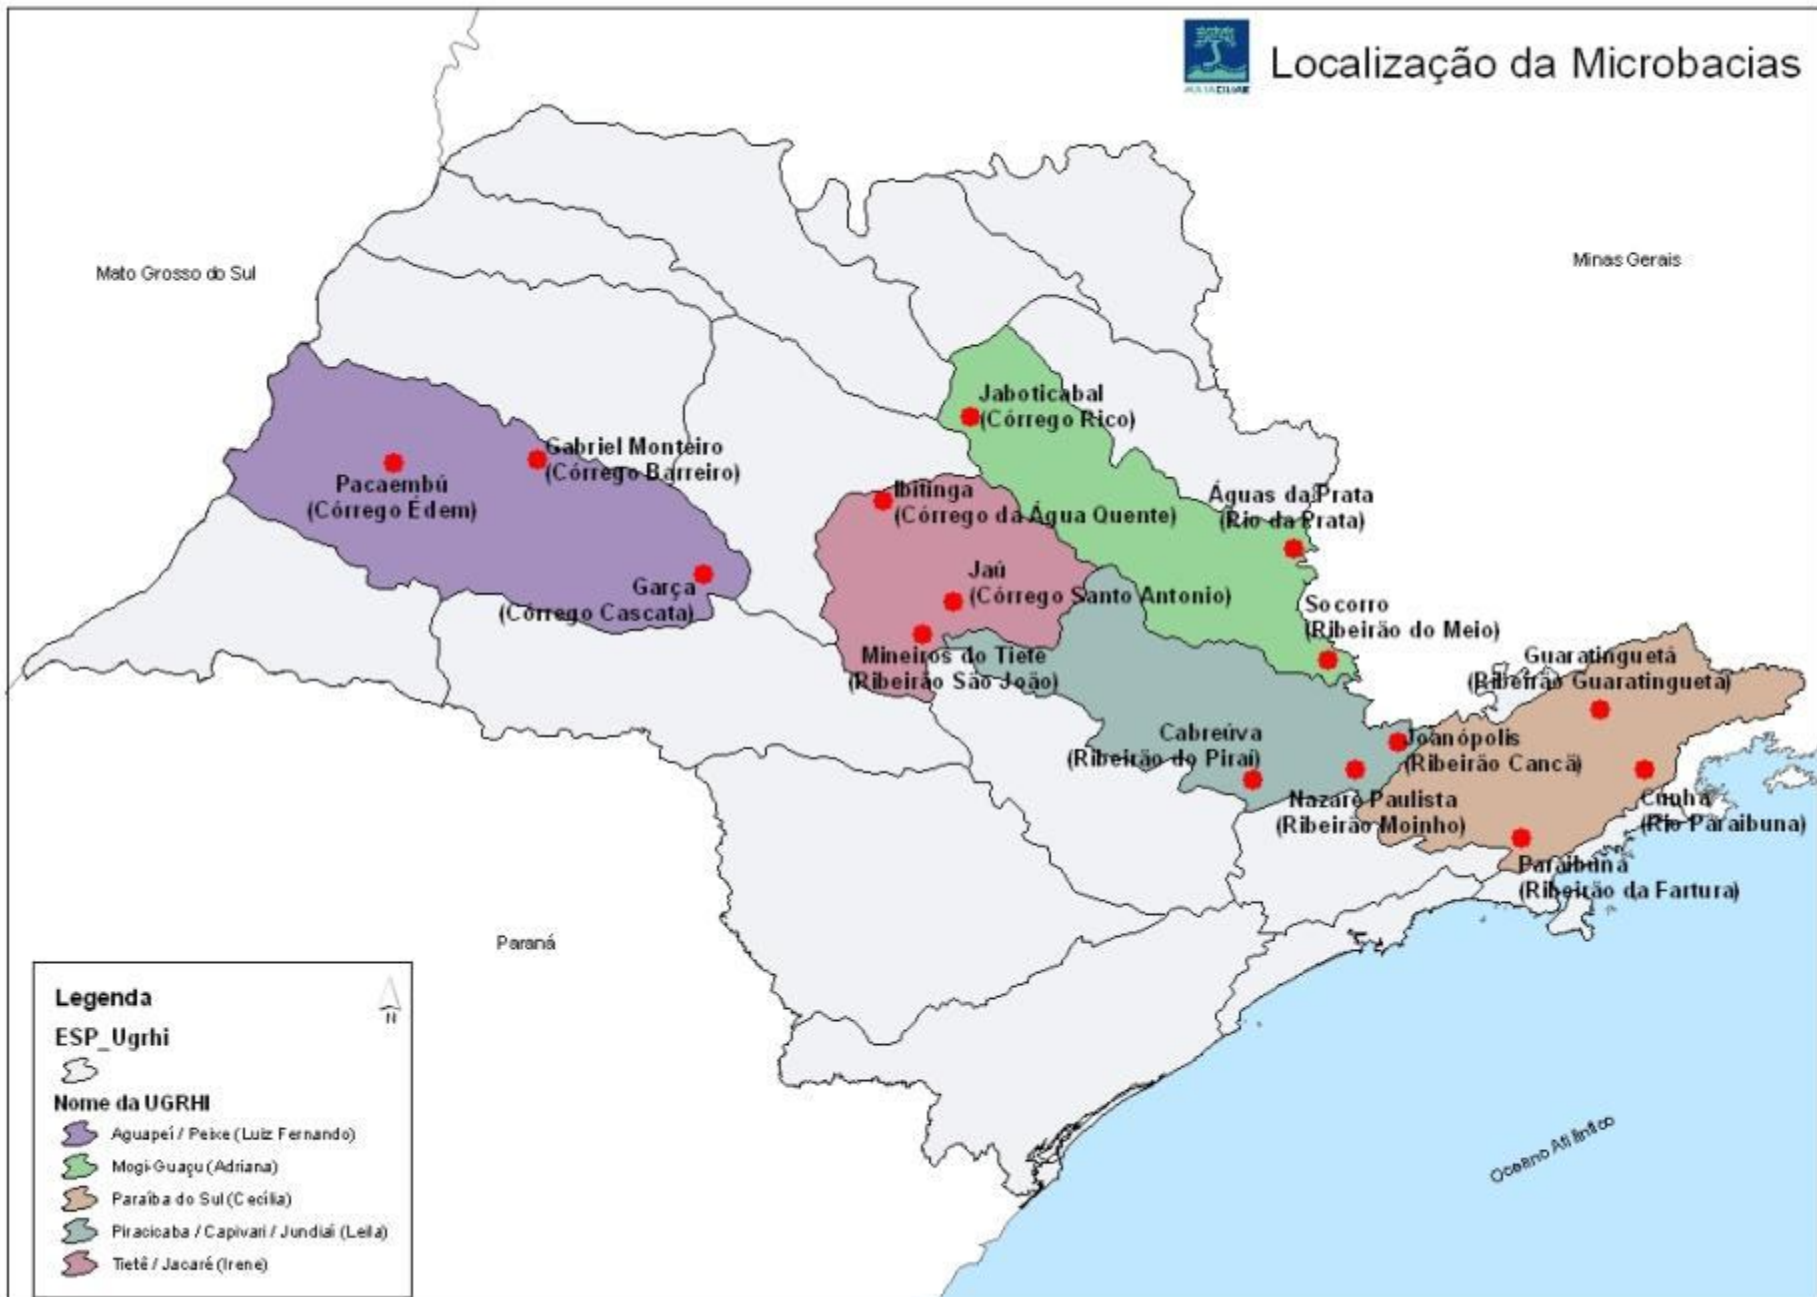 Localização da Microbacias
MATA CILIAR
Mato Grosso do Sul
Minas Gerais
Jaboticabal
(Córrego Rico)
Gabriel Monteiro
(Córrego Barreiro)
Pacaembú
(Córrego Édem)
Ibitinga
(Córrego da Água Quente)
Águas da Prata
(Rio da Prata)
Garça
(Córrego Cascata)
Jaú
(Córrego Santo Antonio)
Socorro
(Ribeirão do Meio)
Mineiros do Tiete
(Ribeirão São João)
Guaratinguetá
(Ribeirão Guaratinguetá)
Cabreúva
(Ribeirão do Piraí)
Joanópolis
(Ribeirão Cancã)
Nazaré Paulista
(Ribeirão Moinho)
Cunha
(Rio Paraibuna)
Paraibuna
(Ribeirão da Fartura)
Paraná
Oceano Atlântico
Legenda
N
ESP_Ugrhi
Nome da UGRHI
Aguapeí / Peixe (Luiz Fernando)
Mogi-Guaçu (Adriana)
Paraíba do Sul (Cecília)
Piracicaba / Capivari / Jundiaí (Leila)
Tietê / Jacaré (Irene)